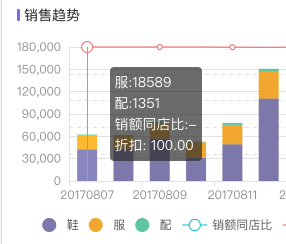 销售趋势
180,000
150,000
120,000
90,000
60,000
30,000
0
服:18589
配:1351
销额同店比:–
折扣: 100.00
20170807
20170809
20170811
2
鞋
服
配
销额同店比